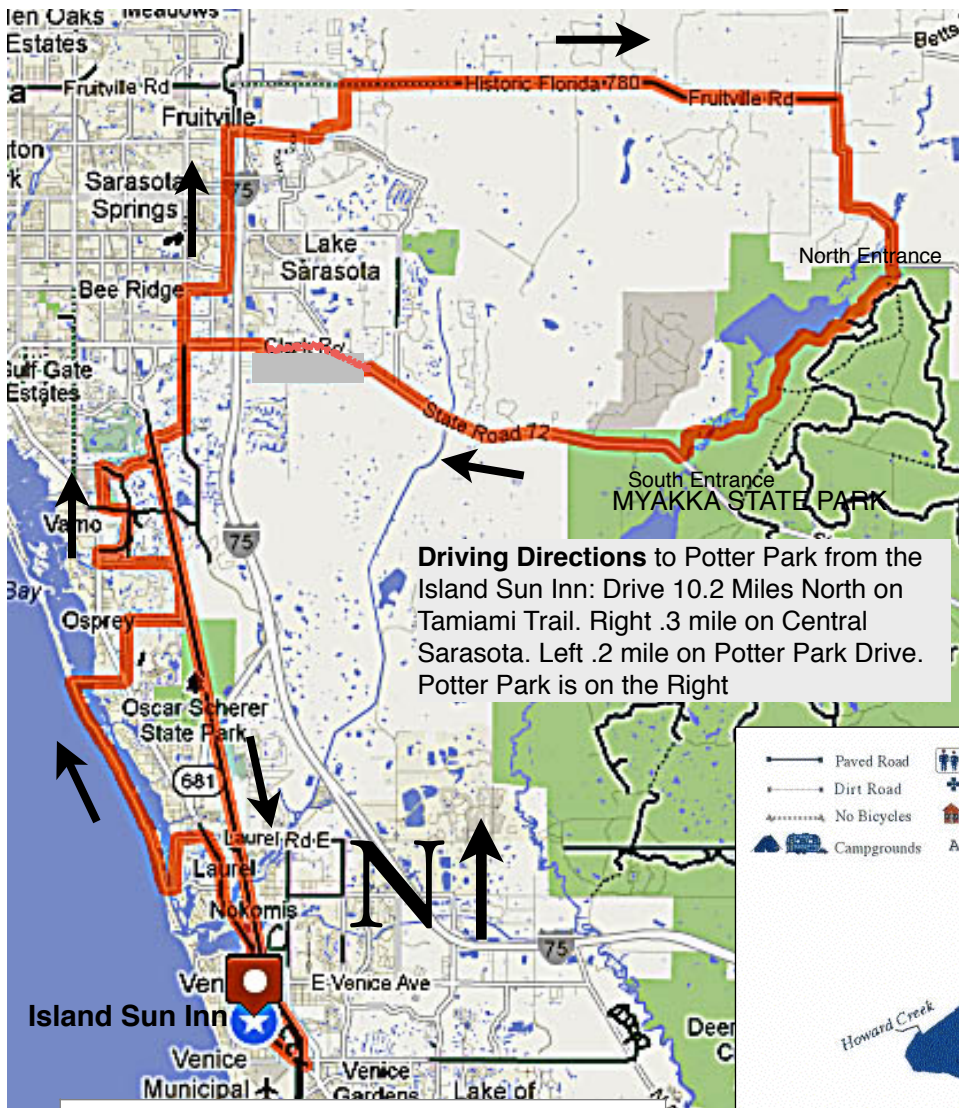 len Oaks
Estates
Meadows
Betts
Fruitville Rd
Historic Florida 780
Fruitville Rd
Fruitville
Sarasota
Springs
75
Lake
Sarasota
North Entrance
Bee Ridge
Clark Rd
Gulf Gate
Estates
State Road 72
South Entrance
MYAKKA STATE PARK
Vamo
75
Bay
Osprey
Driving Directions to Potter Park from the
Island Sun Inn: Drive 10.2 Miles North on
Tamiami Trail. Right .3 mile on Central
Sarasota. Left .2 mile on Potter Park Drive.
Potter Park is on the Right
Oscar Scherer
State Park
681
Paved Road
Dirt Road
No Bicycles
Campgrounds
A
Laurel Rd E
Laurel
N
Nokomis
75
Ven
E Venice Ave
Island Sun Inn
Howard Creek
Deer
C
Venice
Municipal
Venice
Gardens
Lake of